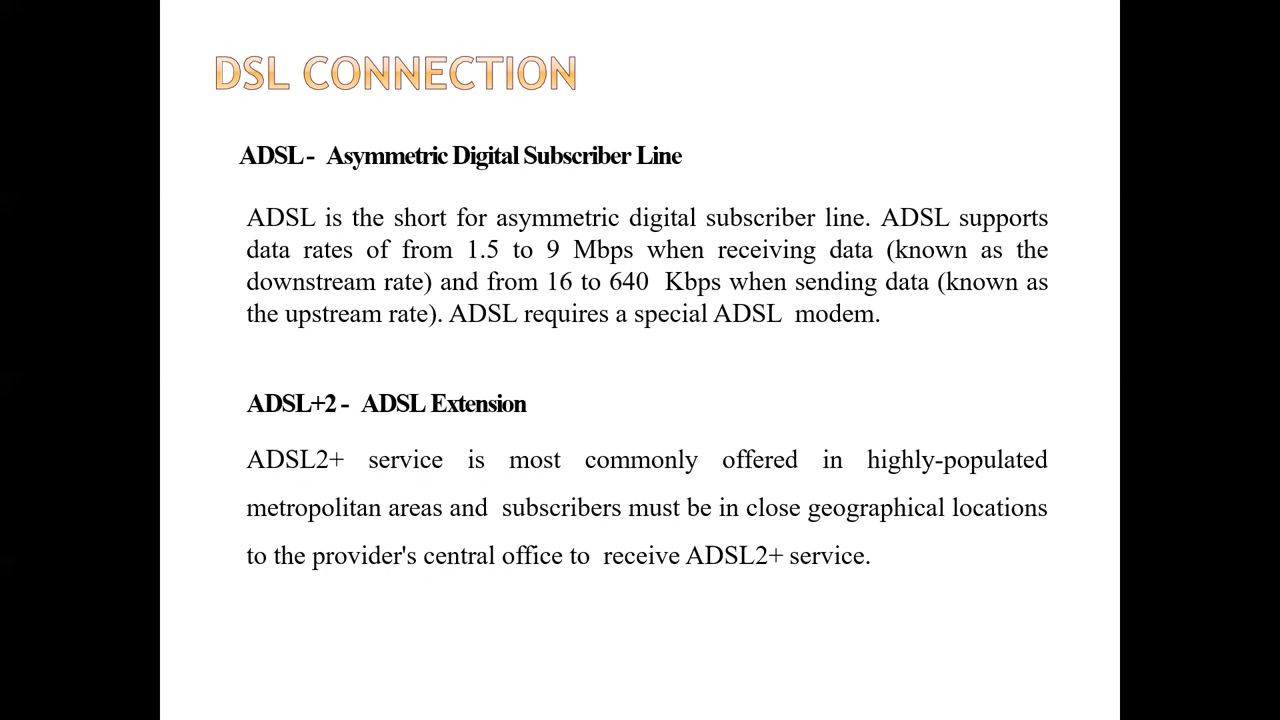 DSL CONNECTION
ADSL - Asymmetric Digital Subscriber Line
ADSL is the short for asymmetric digital subscriber line. ADSL supports
data rates of from 1.5 to 9 Mbps when receiving data (known as the
downstream rate) and from 16 to 640 Kbps when sending data (known as
the upstream rate). ADSL requires a special ADSL modem.
ADSL+2 - ADSL Extension
ADSL2+ service is most commonly offered in highly-populated
metropolitan areas and subscribers must be in close geographical locations
to the provider's central office to receive ADSL2+ service.